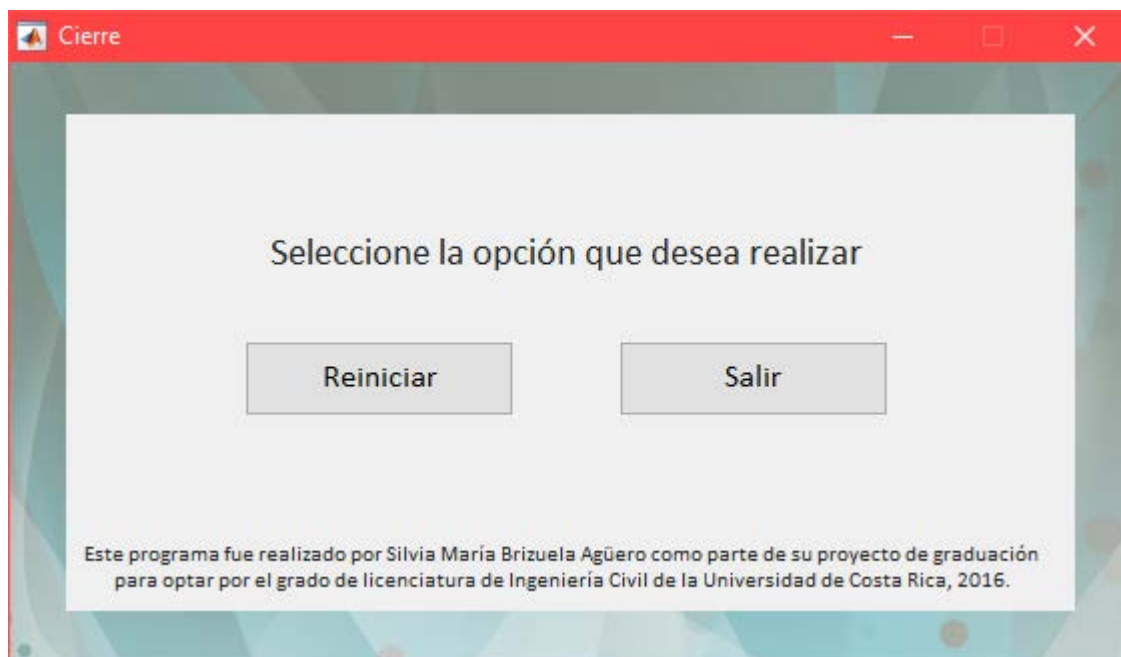 Cierre
Seleccione la opción que desea realizar
Reiniciar
Salir
Este programa fue realizado por Silvia María Brizuela Agüero como parte de su proyecto de graduación
para optar por el grado de licenciatura de Ingeniería Civil de la Universidad de Costa Rica, 2016.